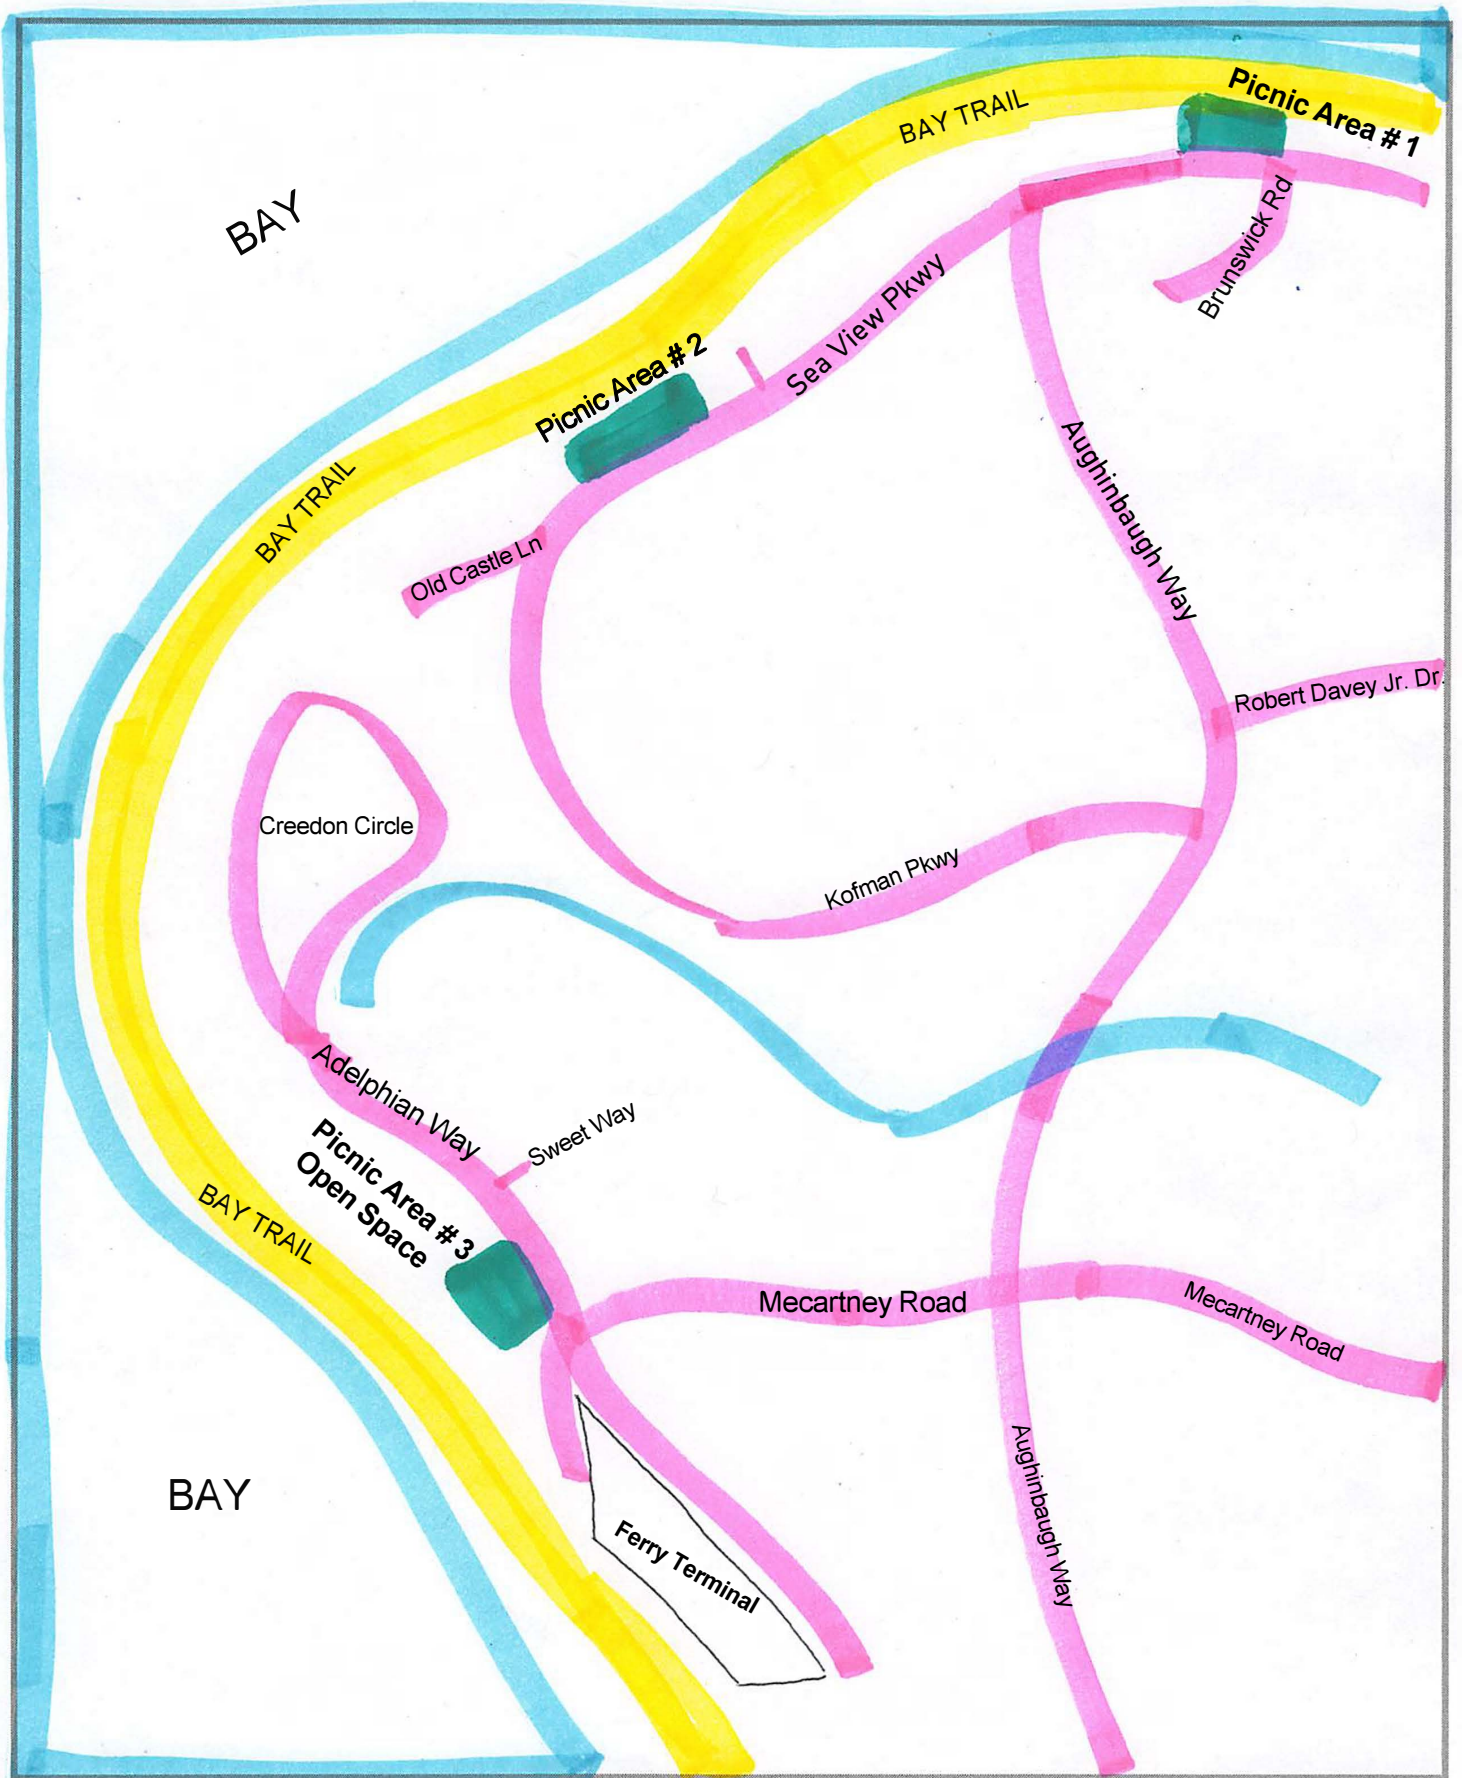 Picnic Area # 1
BAY TRAIL
BAY
Brunswick Rd
Sea View Pkwy
Picnic Area # 2
Aughinbaugh Way
BAY TRAIL
Old Castle Ln
Robert Davey Jr. Dr.
Creedon Circle
Kofman Pkwy
Adelphian Way
Sweet Way
Picnic Area # 3
Open Space
BAY TRAIL
Mecartney Road
Mecartney Road
Aughinbaugh Way
BAY
Ferry Terminal